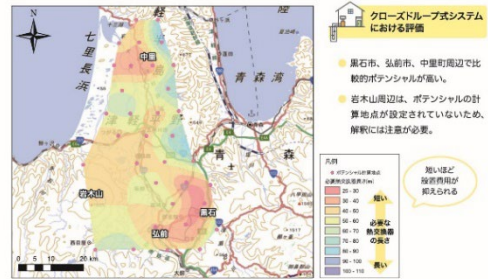 クローズドループ式システム
における評価
黒石市、弘前市、中里町周辺で比
較的ポテンシャルが高い。
岩木山周辺は、ポテンシャルの計
算地点が設定されていないため、
解釈には注意が必要。
七里長浜
中里
青森湾
青森
岩木山
黒石
弘前
0 10 20 km
凡例
ポテンシャル計算地点
20 - 30
30 - 40
40 - 50
50 - 60
60 - 70
70 - 80
80 - 90
90 - 100
100 - 110
短い
必要な
熱交換器
の長さ
長い
短いほど
設置費用が
抑えられる